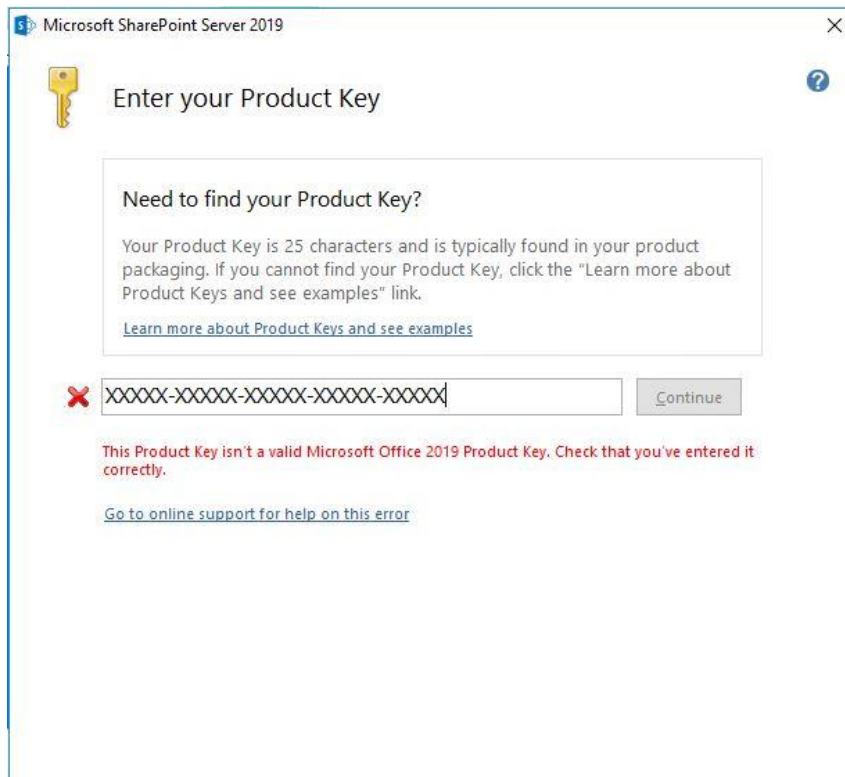 Microsoft SharePoint Server 2019
Enter your Product Key
Need to find your Product Key?
Your Product Key is 25 characters and is typically found in your product
packaging. If you cannot find your Product Key, click the "Learn more about
Product Keys and see examples" link.
Learn more about Product Keys and see examples
XXXXX-XXXXX-XXXXX-XXXXX-XXXXX
Continue
This Product Key isn't a valid Microsoft Office 2019 Product Key. Check that you've entered it
correctly.
Go to online support for help on this error